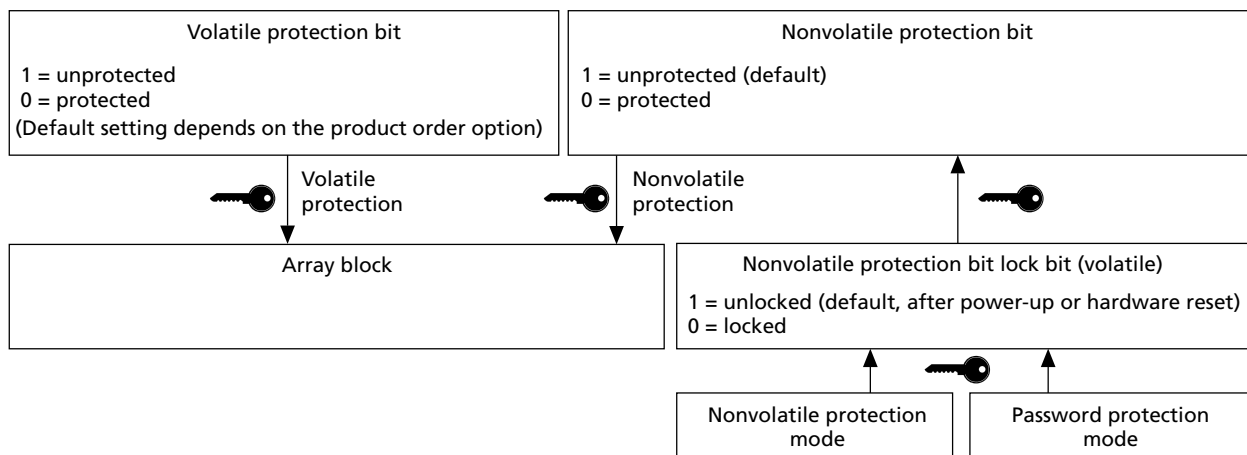 Volatile protection bit
1 = unprotected
0 = protected
(Default setting depends on the product order option)
Nonvolatile protection bit
1 = unprotected (default)
0 = protected
Volatile
protection
Nonvolatile
protection
Array block
Nonvolatile protection bit lock bit (volatile)
1 = unlocked (default, after power-up or hardware reset)
0 = locked
Nonvolatile protection
mode
Password protection
mode